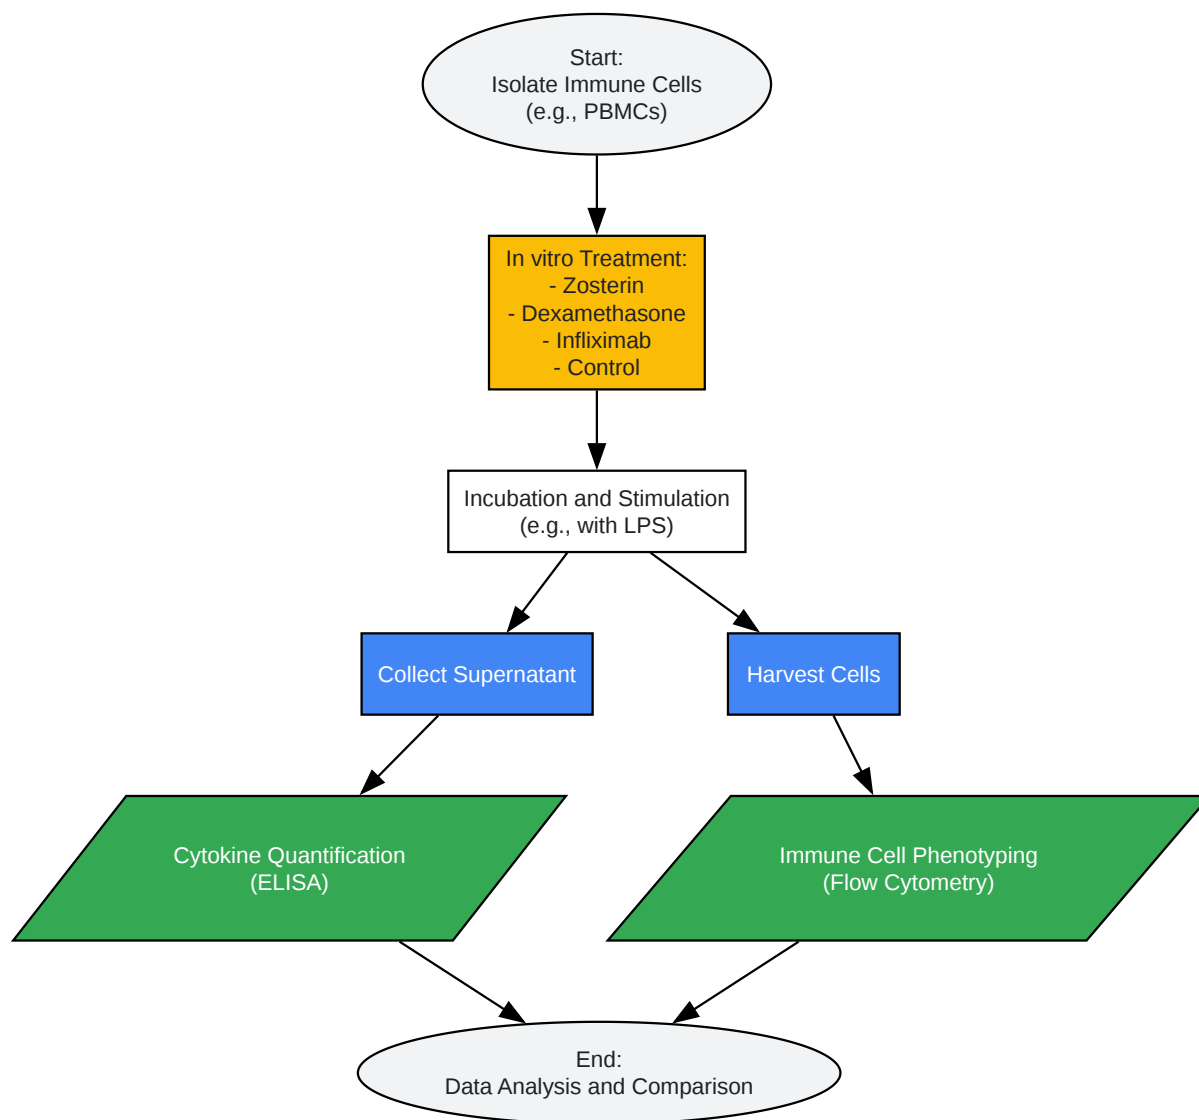 Start:
Isolate Immune Cells
(e.g., PBMCs)
In vitro Treatment:
- Zosterin
- Dexamethasone
- Infliximab
- Control
Incubation and Stimulation
(e.g., with LPS)
Collect Supernatant
Harvest Cells
Cytokine Quantification
(ELISA)
Immune Cell Phenotyping
(Flow Cytometry)
End:
Data Analysis and Comparison